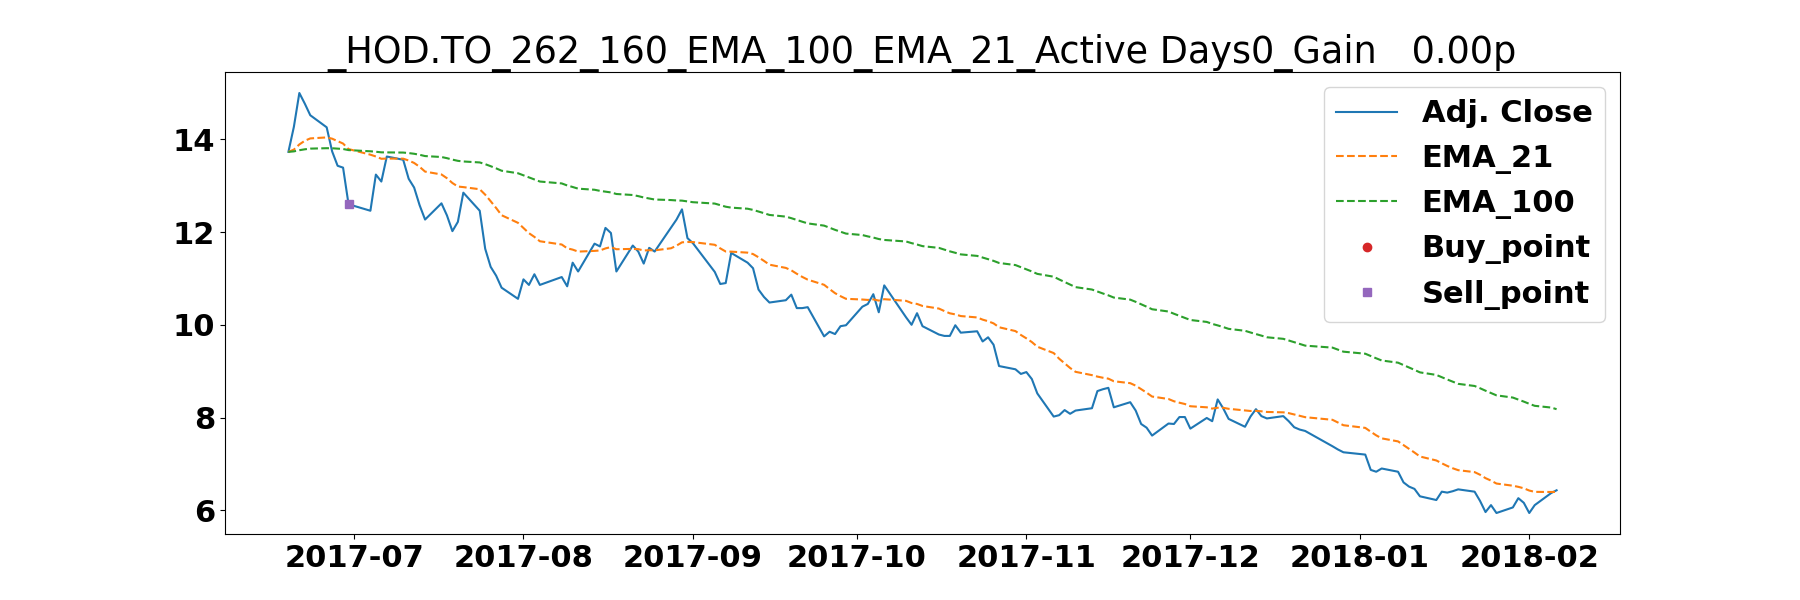 _HOD.TO_262_160_EMA_100_EMA_21_Active Days0_Gain   0.00p
Adj. Close
EMA_21
EMA_100
Buy_point
Sell_point
14
12
10
8
6
2017-07 2017-08 2017-09 2017-10 2017-11 2017-12 2018-01 2018-02